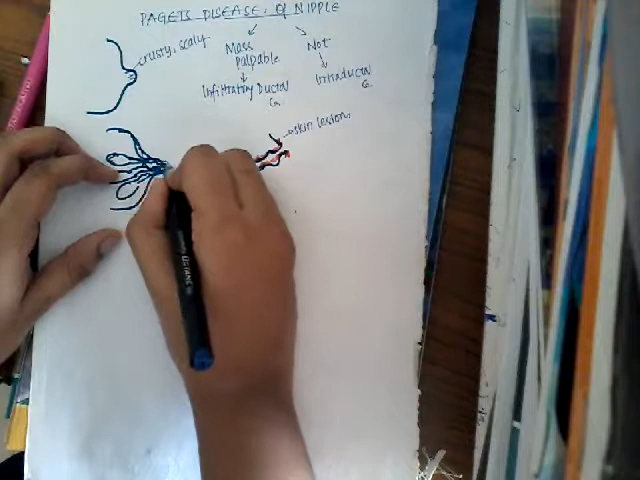 PAGETS DISEASE, OF NIPPLE
crusty, scaly
Mass
palpable
Not
Infiltrating Ductal
Ca.
Intraductal
Ca.
skin lesion